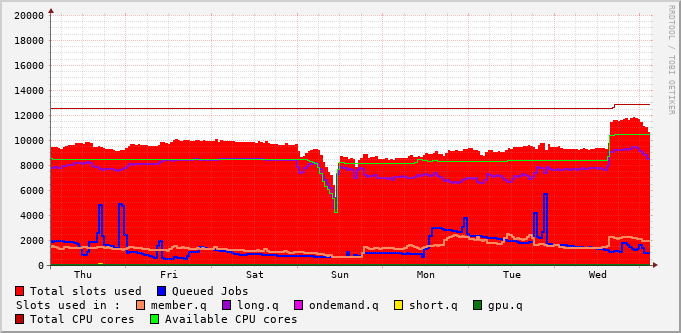 20000
18000
16000
14000
12000
10000
8000
6000
4000
2000
0
Thu Fri Sat Sun Mon Tue Wed
Total slots used Queued Jobs
Slots used in : member.q long.q ondemand.q short.q gpu.q
Total CPU cores Available CPU cores
RRDTOOL / TOBI OETIKER